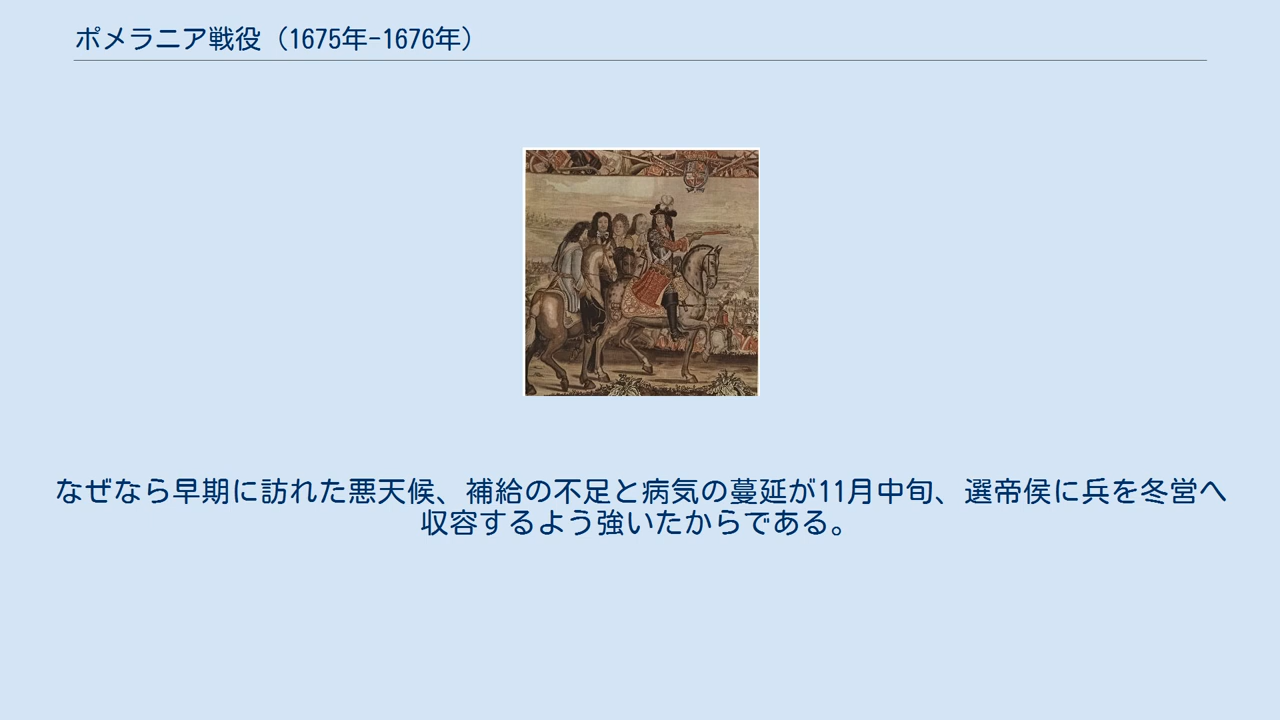 ポメラニア戦役（1675年-1676年）
なぜなら早期に訪れた悪天候、補給の不足と病気の蔓延が11月中旬、選帝侯に兵を冬営へ
収容するよう強いたからである。